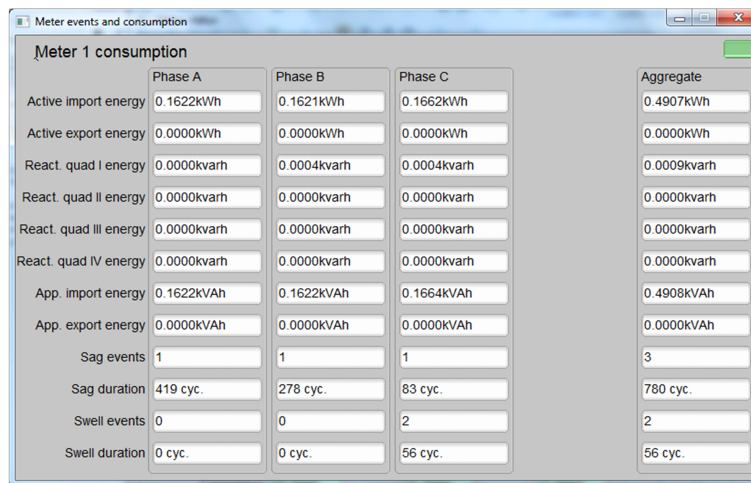 Meter events and consumption
Meter 1 consumption
Phase A Phase B Phase C Aggregate
Active import energy 0.1622kWh 0.1621kWh 0.1662kWh 0.4907kWh
Active export energy 0.0000kWh 0.0000kWh 0.0000kWh 0.0000kWh
React. quad I energy 0.0000kvarh 0.0004kvarh 0.0004kvarh 0.0009kvarh
React. quad II energy 0.0000kvarh 0.0000kvarh 0.0000kvarh 0.0000kvarh
React. quad III energy 0.0000kvarh 0.0000kvarh 0.0000kvarh 0.0000kvarh
React. quad IV energy 0.0000kvarh 0.0000kvarh 0.0000kvarh 0.0000kvarh
App. import energy 0.1622kVAh 0.1622kVAh 0.1664kVAh 0.4908kVAh
App. export energy 0.0000kVAh 0.0000kVAh 0.0000kVAh 0.0000kVAh
Sag events 1 1 1 3
Sag duration 419 cyc. 278 cyc. 83 cyc. 780 cyc.
Swell events 0 0 2 2
Swell duration 0 cyc. 0 cyc. 56 cyc. 56 cyc.